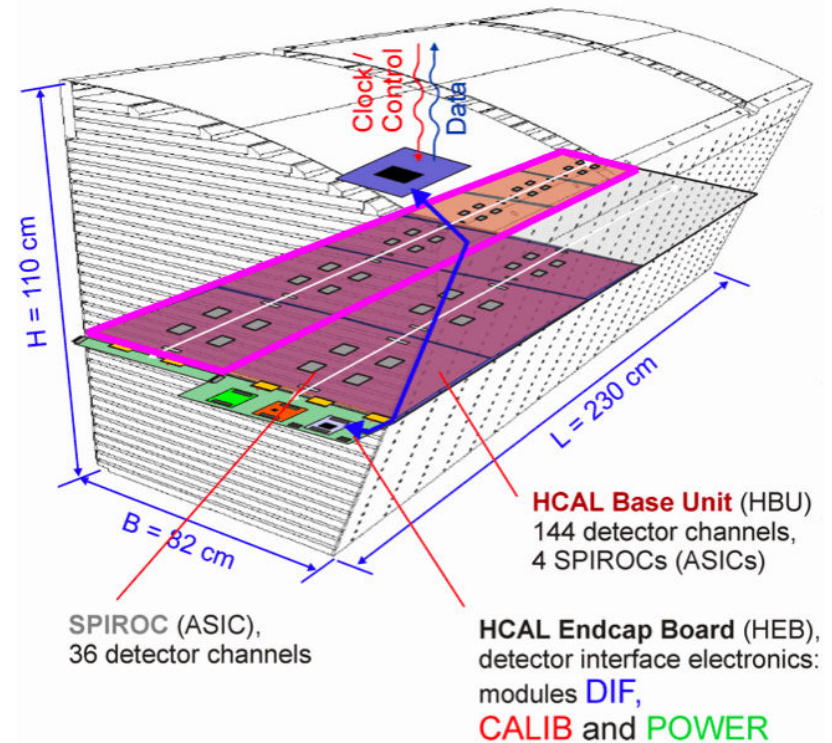 Clock /
Control
Data
H = 110 cm
L = 230 cm
B = 82 cm
HCAL Base Unit (HBU)
144 detector channels,
4 SPIROCs (ASICs)
SPIROC (ASIC),
36 detector channels
HCAL Endcap Board (HEB),
detector interface electronics:
modules DIF,
CALIB and POWER